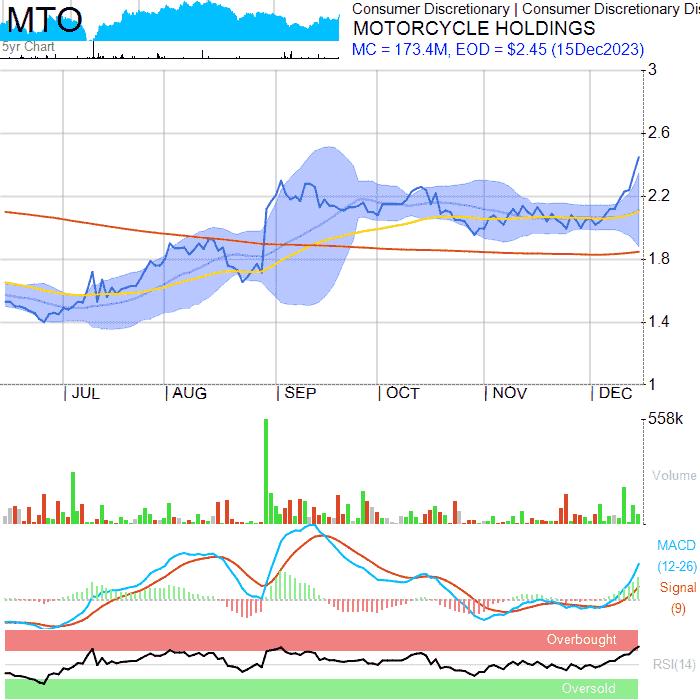 MTO
5yr Chart
Consumer Discretionary | Consumer Discretionary Dis
MOTORCYCLE HOLDINGS
MC = 173.4M, EOD = $2.45 (15Dec2023)
3
2.6
2.2
1.8
1.4
1
JUL AUG SEP OCT NOV DEC
558k
Volume
MACD
(12-26)
Signal
(9)
Overbought
RSI(14)
Oversold